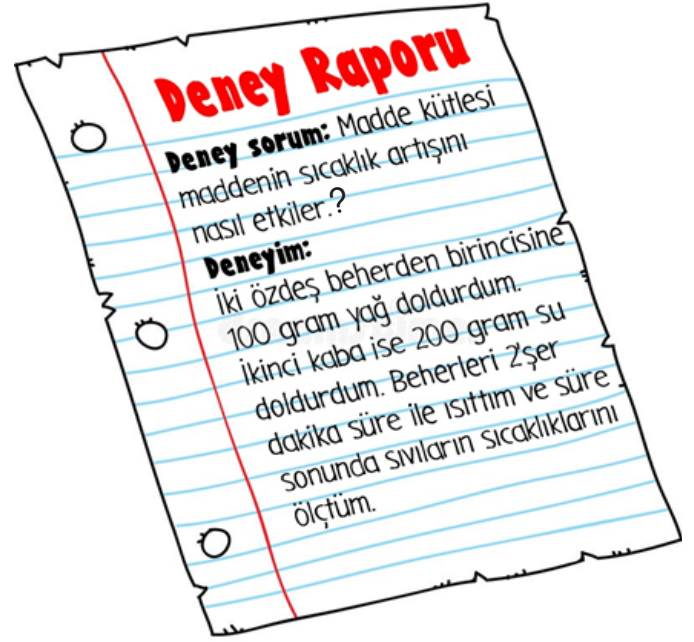 Deney Raporu
Deney sorum: Madde kütlesi
maddenin sıcaklık artışını
nasıl etkiler.?
Deneyim:
İki özdeş beherden birincisine
100 gram yağ doldurdum.
İkinci kaba ise 200 gram su
doldurdum. Beherleri 2'şer
dakika süre ile ısıttım ve süre
sonunda sıvıların sıcaklıklarını
ölçtüm.